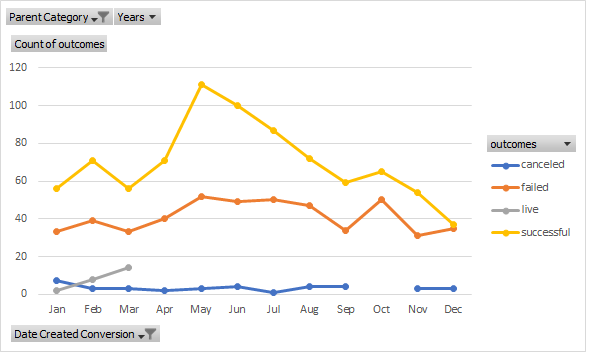 Parent Category Years
Count of outcomes
120
100
80
60
40
20
0
Jan Feb Mar Apr May Jun Jul Aug Sep Oct Nov Dec
outcomes
canceled
failed
live
successful
Date Created Conversion